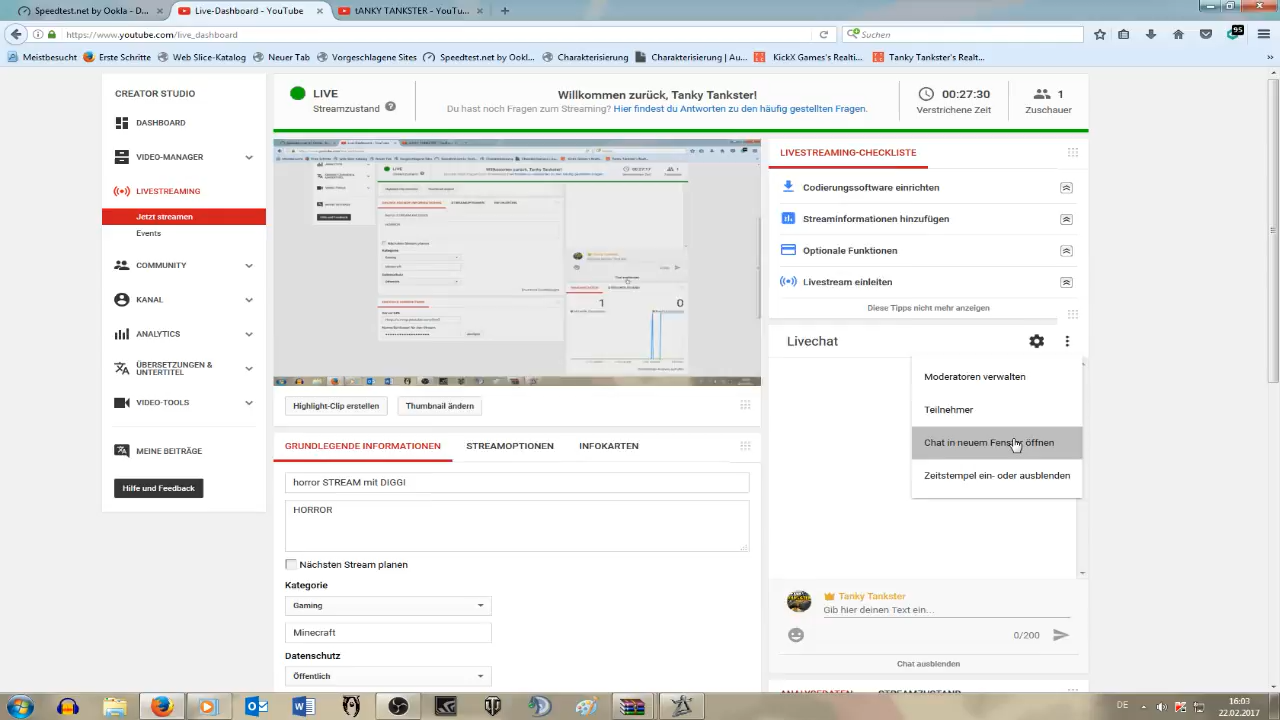 Speedtest.net by Ookla - D...
Live Dashboard - YouTube
tANKY TANKSTER - YouTube
https://www.youtube.com/live_dashboard
Suchen
95
Meistbesucht
Erste Schritte
Web Slice-Katalog
Neuer Tab
Vorgeschlagene Sites
Speedtest.net by Ookla...
Charakterisierung
Charakterisierung | Au...
KickX Games's Realt...
Tanky Tankster's Realt...
CREATOR STUDIO
DASHBOARD
VIDEO-MANAGER
LIVESTREAMING
Jetzt streamen
Events
COMMUNITY
KANAL
ANALYTICS
ÜBERSETZUNGEN &
UNTERTITEL
VIDEO-TOOLS
MEINE BEITRÄGE
Hilfe und Feedback
LIVE
Streamzustand
Willkommen zurück, Tanky Tankster!
Du hast noch Fragen zum Streaming? Hier findest du Antworten zu den häufig gestellten Fragen.
00:27:30
Verstrichene Zeit
1
Zuschauer
Highlight-Clip erstellen
Thumbnail ändern
GRUNDLEGENDE INFORMATIONEN
STREAMOPTIONEN
INFOKARTEN
horror STREAM mit DIGGI
HORROR
Nächsten Stream planen
Kategorie
Gaming
Minecraft
Datenschutz
Öffentlich
LIVESTREAMING-CHECKLISTE
Codierungssoftware einrichten
Streaminformationen hinzufügen
Optionale Funktionen
Livestream einleiten
Diese Tipps nicht mehr anzeigen
Livechat
Moderatoren verwalten
Teilnehmer
Chat in neuem Fenster öffnen
Zeitstempel ein- oder ausblenden
Tanky Tankster
Gib hier deinen Text ein...
0/200
Chat ausblenden
ANALYSEDATEN
STREAMZUSTAND
DE
16:03
22.02.2017